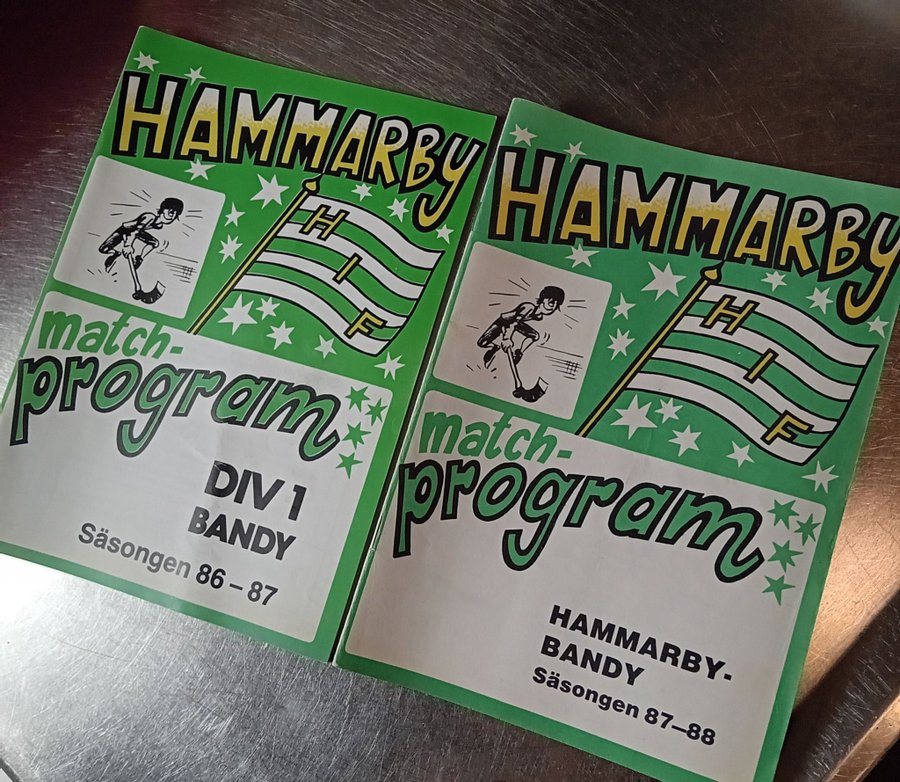 HAMMARBY
H I F
match-
program
DIV 1
BANDY
Säsongen 86–87
HAMMARBY
H I F
match-
program
HAMMARBY-
BANDY
Säsongen 87–88